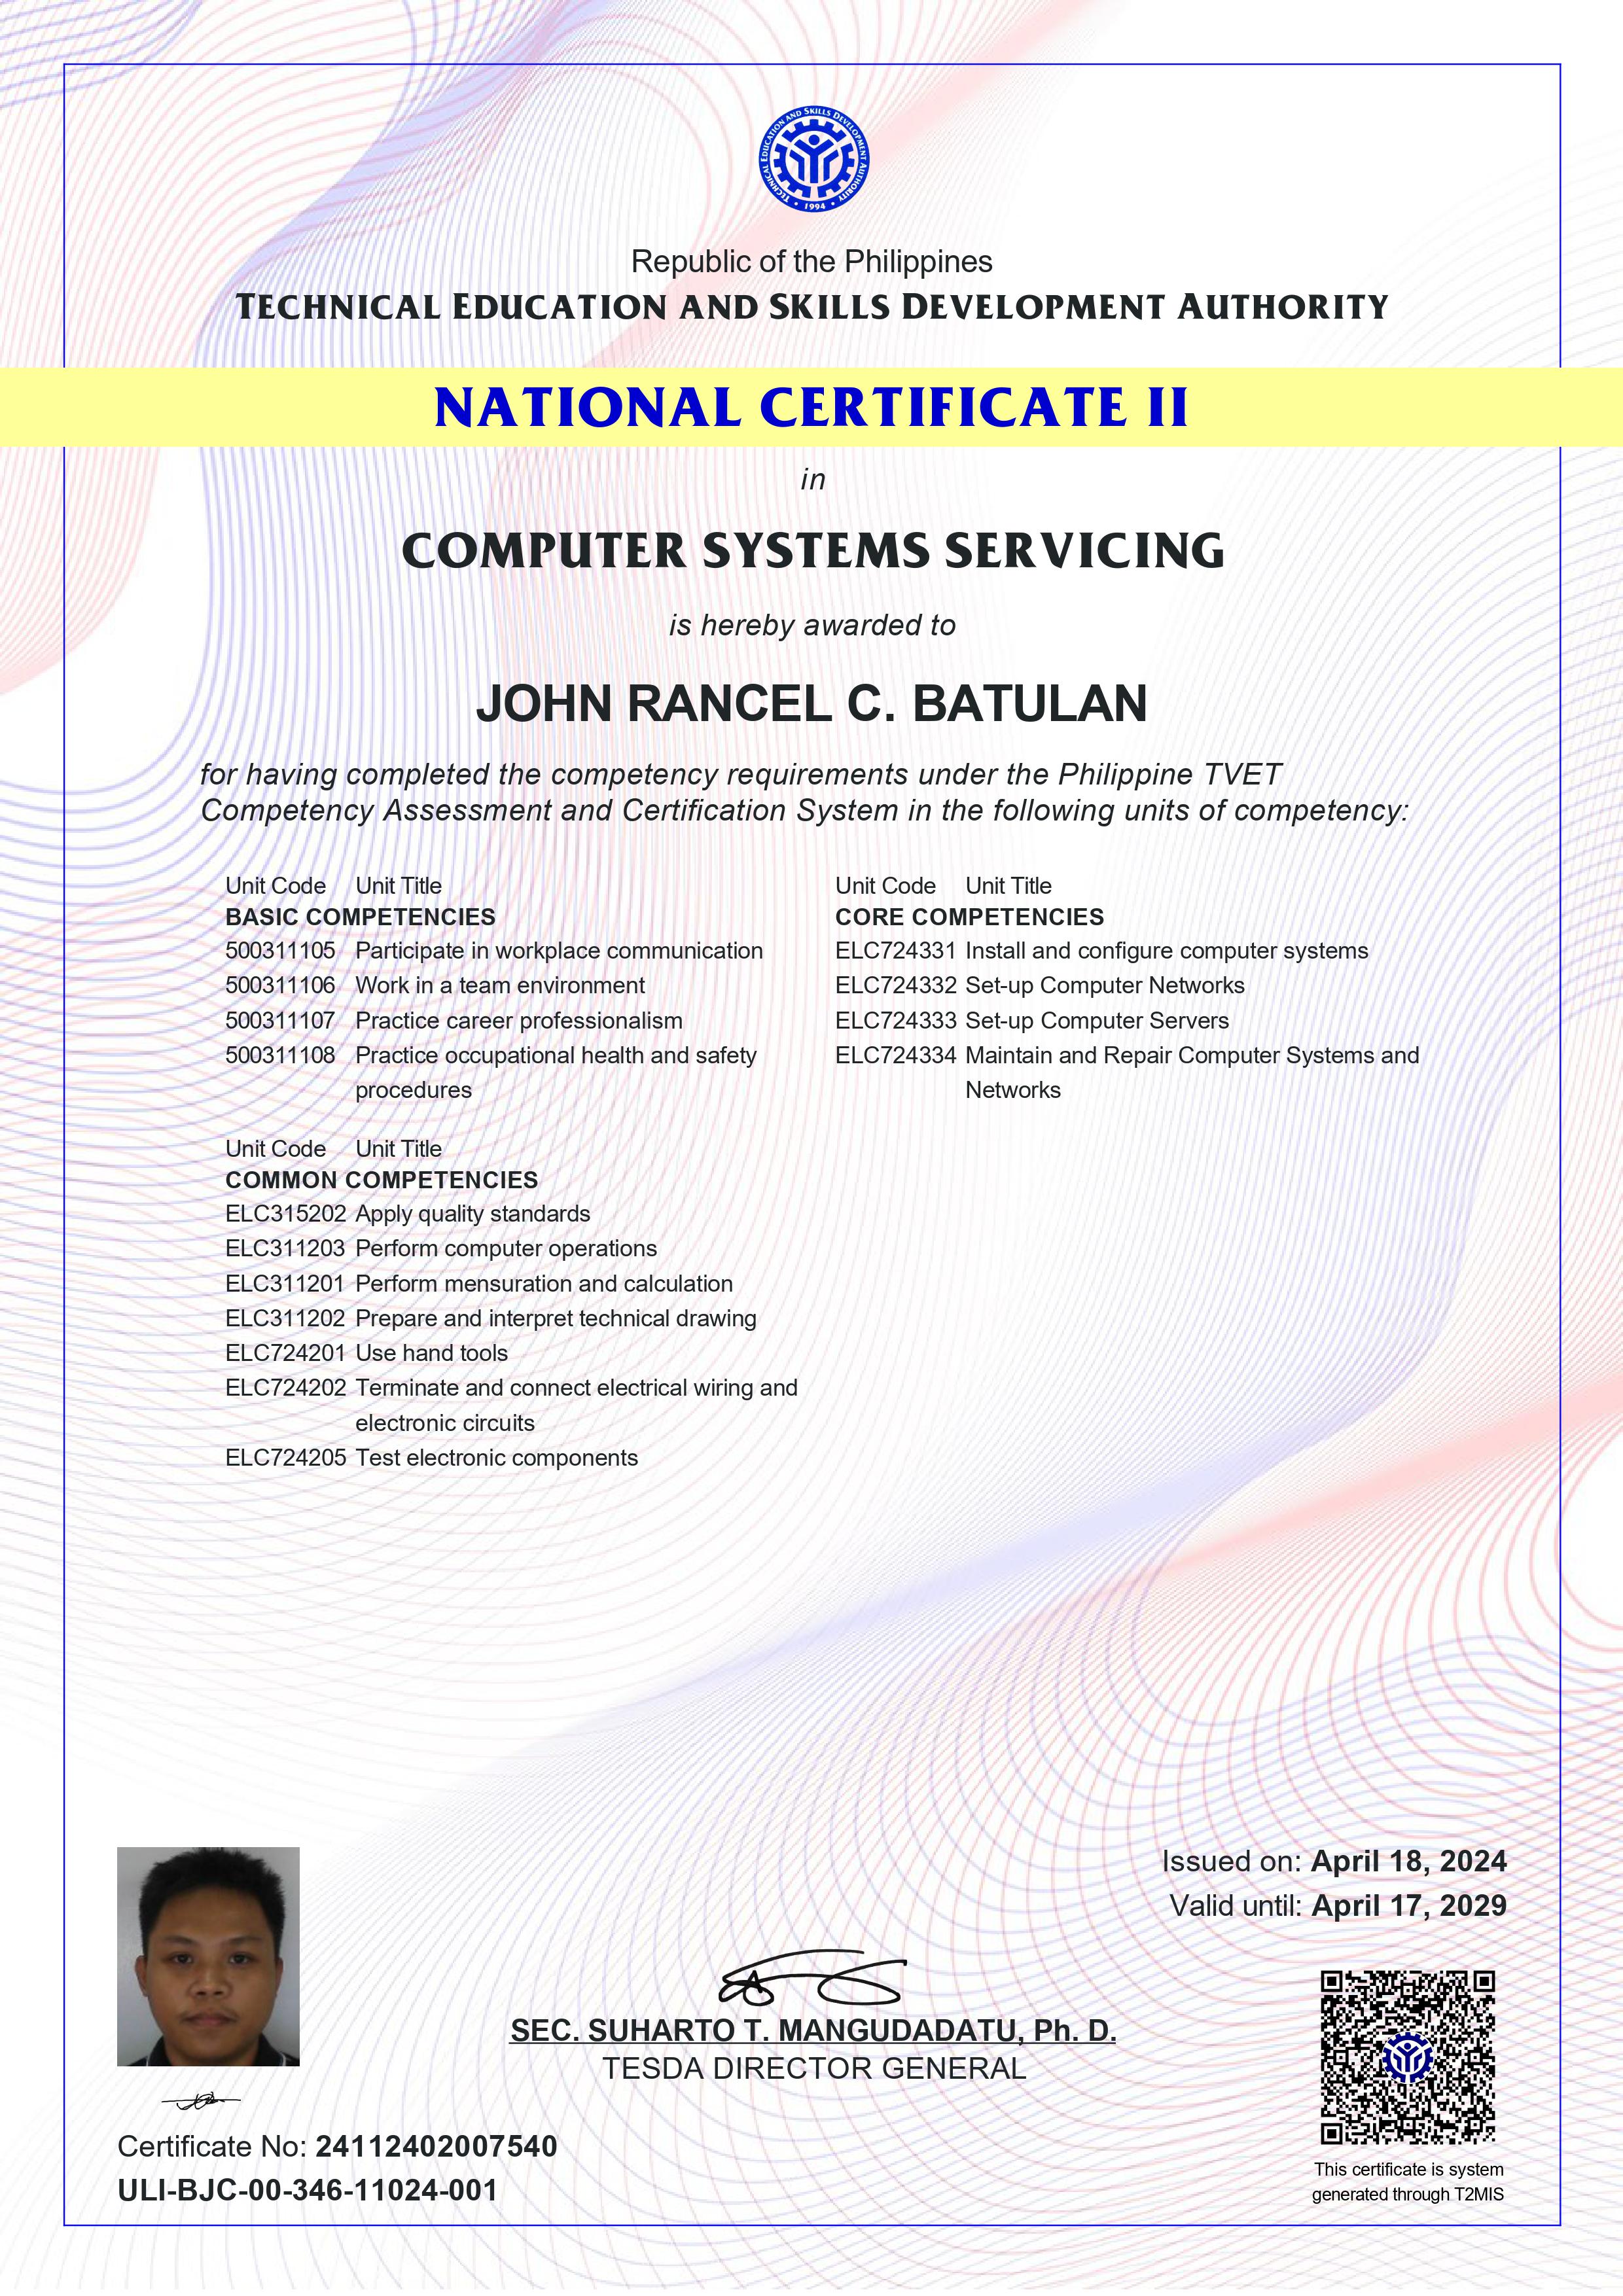 TECHNICAL EDUCATION AND SKILLS DEVELOPMENT AUTHORITY
• 1994 •
Republic of the Philippines
TECHNICAL EDUCATION AND SKILLS DEVELOPMENT AUTHORITY
NATIONAL CERTIFICATE II
in
COMPUTER SYSTEMS SERVICING
is hereby awarded to
JOHN RANCEL C. BATULAN
for having completed the competency requirements under the Philippine TVET
Competency Assessment and Certification System in the following units of competency:
Unit Code Unit Title
BASIC COMPETENCIES
500311105 Participate in workplace communication
500311106 Work in a team environment
500311107 Practice career professionalism
500311108 Practice occupational health and safety
procedures
Unit Code Unit Title
COMMON COMPETENCIES
ELC315202 Apply quality standards
ELC311203 Perform computer operations
ELC311201 Perform mensuration and calculation
ELC311202 Prepare and interpret technical drawing
ELC724201 Use hand tools
ELC724202 Terminate and connect electrical wiring and
electronic circuits
ELC724205 Test electronic components
Unit Code Unit Title
CORE COMPETENCIES
ELC724331 Install and configure computer systems
ELC724332 Set-up Computer Networks
ELC724333 Set-up Computer Servers
ELC724334 Maintain and Repair Computer Systems and
Networks
Issued on: April 18, 2024
Valid until: April 17, 2029
SEC. SUHARTO T. MANGUDADATU, Ph. D.
TESDA DIRECTOR GENERAL
Certificate No: 24112402007540
ULI-BJC-00-346-11024-001
This certificate is system
generated through T2MIS